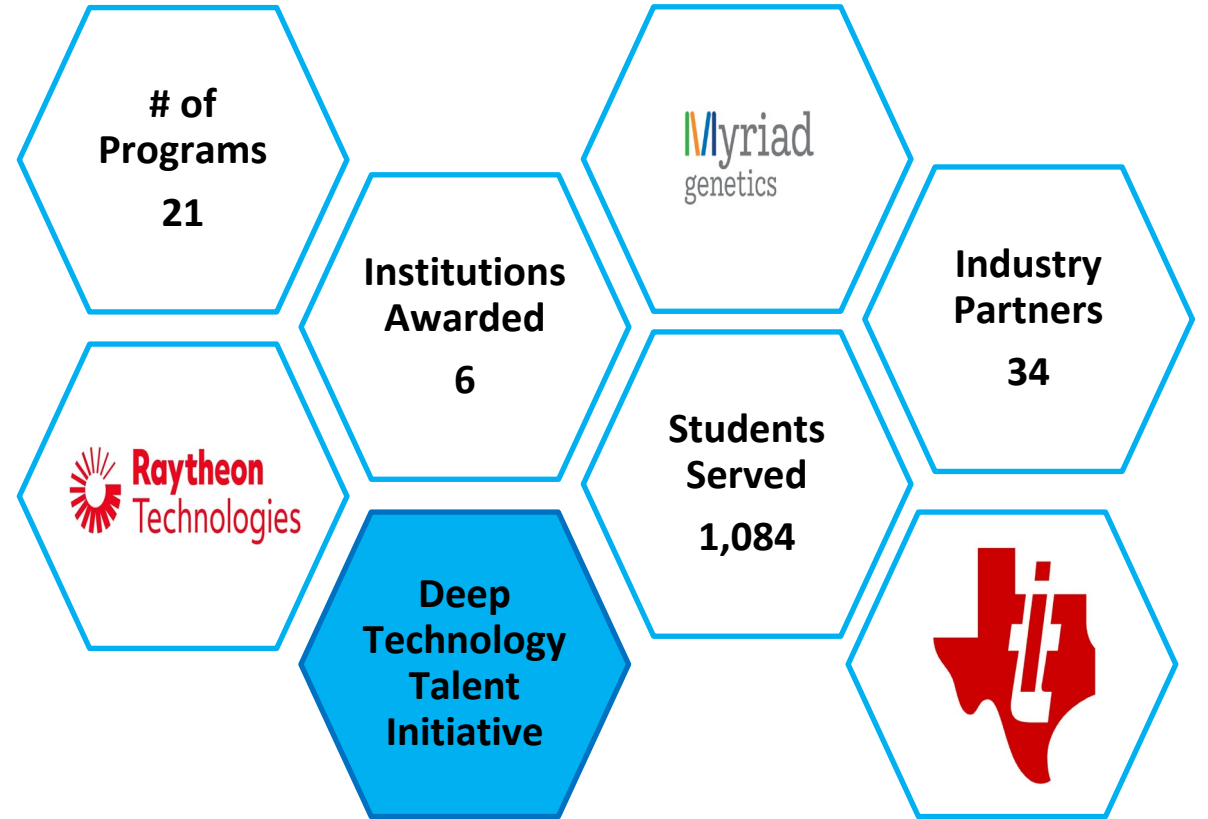 # of
Programs
21
Myriad
genetics
Institutions
Awarded
6
Industry
Partners
34
Raytheon
Technologies
Students
Served
1,084
Deep
Technology
Talent
Initiative
ti